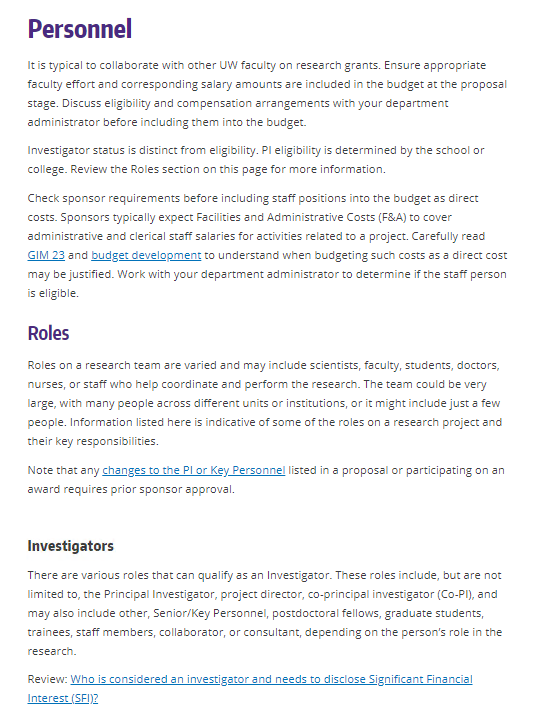 Personnel
It is typical to collaborate with other UW faculty on research grants. Ensure appropriate
faculty effort and corresponding salary amounts are included in the budget at the proposal
stage. Discuss eligibility and compensation arrangements with your department
administrator before including them into the budget.
Investigator status is distinct from eligibility. PI eligibility is determined by the school or
college. Review the Roles section on this page for more information.
Check sponsor requirements before including staff positions into the budget as direct
costs. Sponsors typically expect Facilities and Administrative Costs (F&A) to cover
administrative and clerical staff salaries for activities related to a project. Carefully read
GIM 23 and budget development to understand when budgeting such costs as a direct cost
may be justified. Work with your department administrator to determine if the staff person
is eligible.
Roles
Roles on a research team are varied and may include scientists, faculty, students, doctors,
nurses, or staff who help coordinate and perform the research. The team could be very
large, with many people across different units or institutions, or it might include just a few
people. Information listed here is indicative of some of the roles on a research project and
their key responsibilities.
Note that any changes to the PI or Key Personnel listed in a proposal or participating on an
award requires prior sponsor approval.
Investigators
There are various roles that can qualify as an Investigator. These roles include, but are not
limited to, the Principal Investigator, project director, co-principal investigator (Co-PI), and
may also include other, Senior/Key Personnel, postdoctoral fellows, graduate students,
trainees, staff members, collaborator, or consultant, depending on the person's role in the
research.
Review: Who is considered an investigator and needs to disclose Significant Financial
Interest (SFI)?